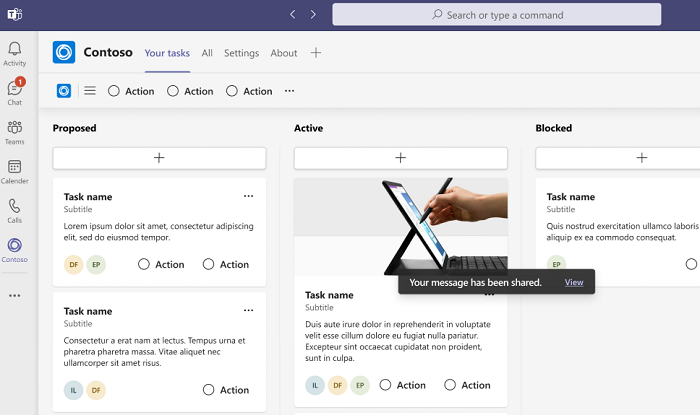 Search or type a command
Activity
1
Chat
Teams
Calender
Calls
Contoso
Contoso
Your tasks
All
Settings
About
Action
Action
Action
Proposed
Task name
Subtitle
Lorem ipsum dolor sit amet, consectetur adipiscing
elit, sed do eiusmod tempor.
DF
EP
Action
Action
Task name
Subtitle
Consectetur a erat nam at lectus. Tempus urna et
pharetra pharetra massa. Vitae aliquet nec
ullamcorper sit amet risus.
IL
DF
Action
Active
Your message has been shared.
View
Task name
Subtitle
Duis aute irure dolor in reprehenderit in voluptate
velit esse cillum dolore eu fugiat nulla pariatur.
Excepteur sint occaecat cupidatat non proident,
sunt in culpa.
IL
DF
EP
Action
Action
Blocked
Task name
Subtitle
Quis nostrud exercitation ullamco laboris
aliquip ex ea commodo consequat.
EP